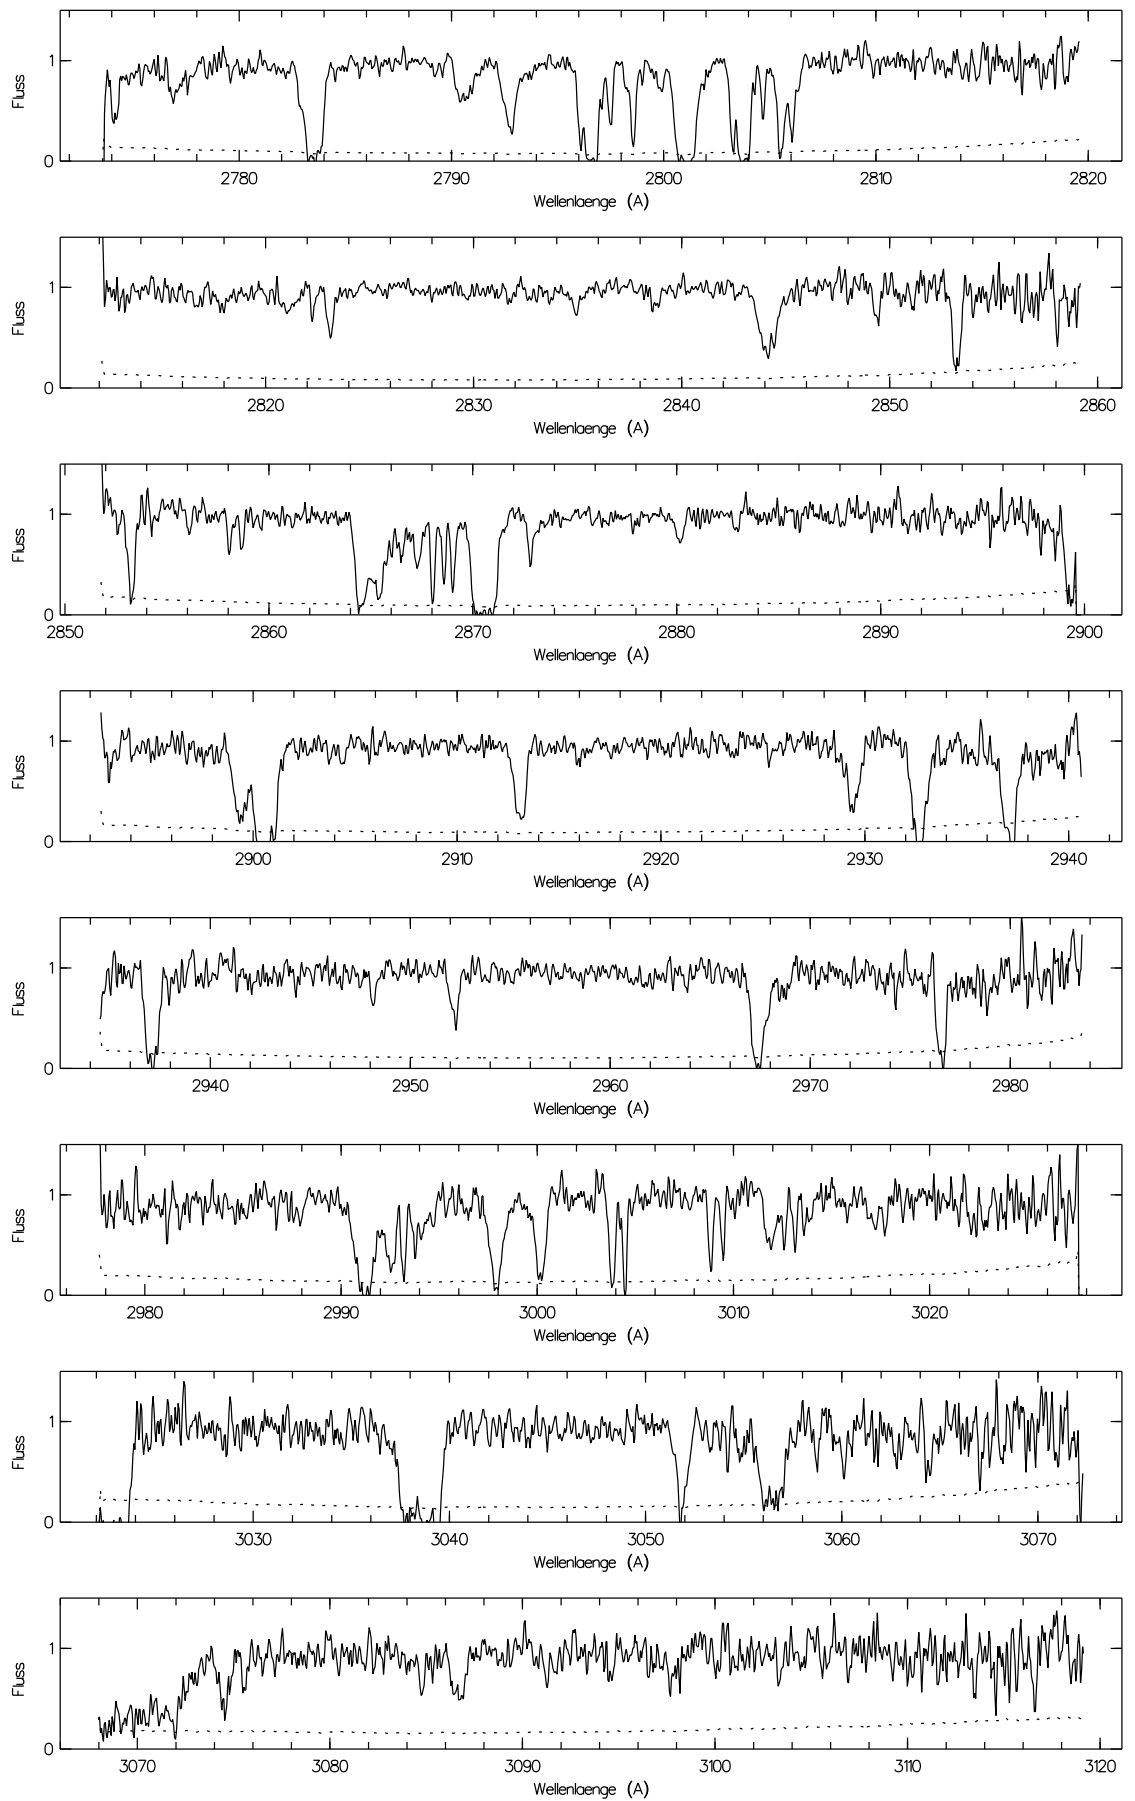 Fluss
1
0
2780 2790 2800 2810 2820
Wellenlaenge (A)
Fluss
1
0
2820 2830 2840 2850 2860
Wellenlaenge (A)
Fluss
1
0
2850 2860 2870 2880 2890 2900
Wellenlaenge (A)
Fluss
1
0
2900 2910 2920 2930 2940
Wellenlaenge (A)
Fluss
1
0
2940 2950 2960 2970 2980
Wellenlaenge (A)
Fluss
1
0
2980 2990 3000 3010 3020
Wellenlaenge (A)
Fluss
1
0
3030 3040 3050 3060 3070
Wellenlaenge (A)
Fluss
1
0
3070 3080 3090 3100 3110 3120
Wellenlaenge (A)